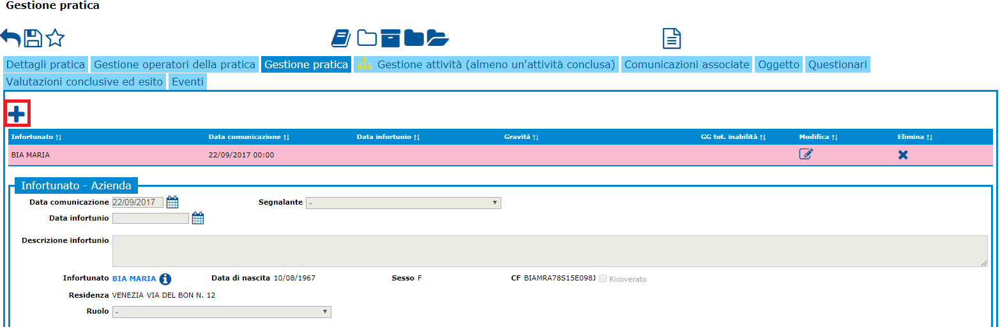 Gestione pratica
Dettagli pratica Gestione operatori della pratica Gestione pratica Gestione attività (almeno un'attività conclusa) Comunicazioni associate Oggetto Questionari
Valutazioni conclusive ed esito Eventi
Infortunato ↑↓ Data comunicazione ↑↓ Data infortunio ↑↓ Gravità ↑↓ GG tot. inabilità ↑↓ Modifica ↑↓ Elimina ↑↓
BIA MARIA 22/09/2017 00:00
Infortunato - Azienda
Data comunicazione 22/09/2017 Segnalante -
Data infortunio
Descrizione infortunio
Infortunato BIA MARIA Data di nascita 10/08/1967 Sesso F CF BIAMRA78S15E098J Ricoverato
Residenza VENEZIA VIA DEL BON N. 12
Ruolo -